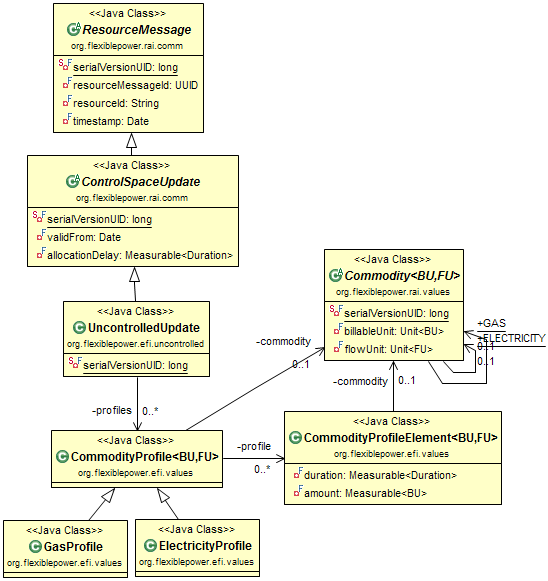 <<Java Class>>
ResourceMessage
org.flexiblepower.rai.comm
serialVersionUID: long
resourceMessageId: UUID
resourceId: String
timestamp: Date
<<Java Class>>
ControlSpaceUpdate
org.flexiblepower.rai.comm
serialVersionUID: long
validFrom: Date
allocationDelay: Measurable<Duration>
<<Java Class>>
UncontrolledUpdate
org.flexiblepower.efi.uncontrolled
serialVersionUID: long
<<Java Class>>
Commodity<BU,FU>
org.flexiblepower.rai.values
serialVersionUID: long
billableUnit: Unit<BU>
flowUnit: Unit<FU>
+GAS
+ELECTRICITY
0..1
0..1
-commodity
0..1
-commodity
0..1
-profiles
0..*
<<Java Class>>
CommodityProfile<BU,FU>
org.flexiblepower.efi.values
-profile
0..*
<<Java Class>>
CommodityProfileElement<BU,FU>
org.flexiblepower.efi.values
duration: Measurable<Duration>
amount: Measurable<BU>
<<Java Class>>
GasProfile
org.flexiblepower.efi.values
<<Java Class>>
ElectricityProfile
org.flexiblepower.efi.values